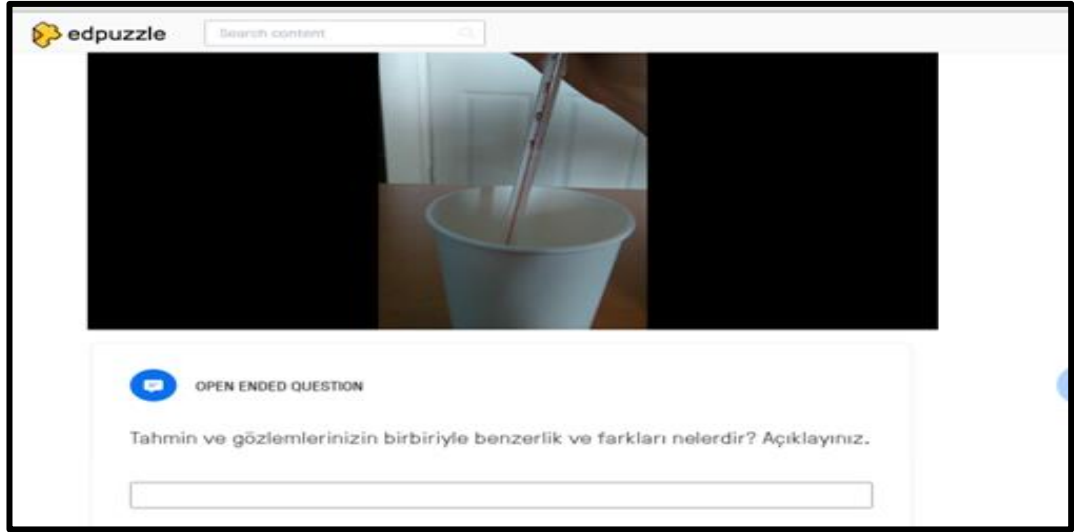 edpuzzle
Search content
OPEN ENDED QUESTION
Tahmin ve gözlemlerinizin birbiriyle benzerlik ve farkları nelerdir? Açıklayınız.